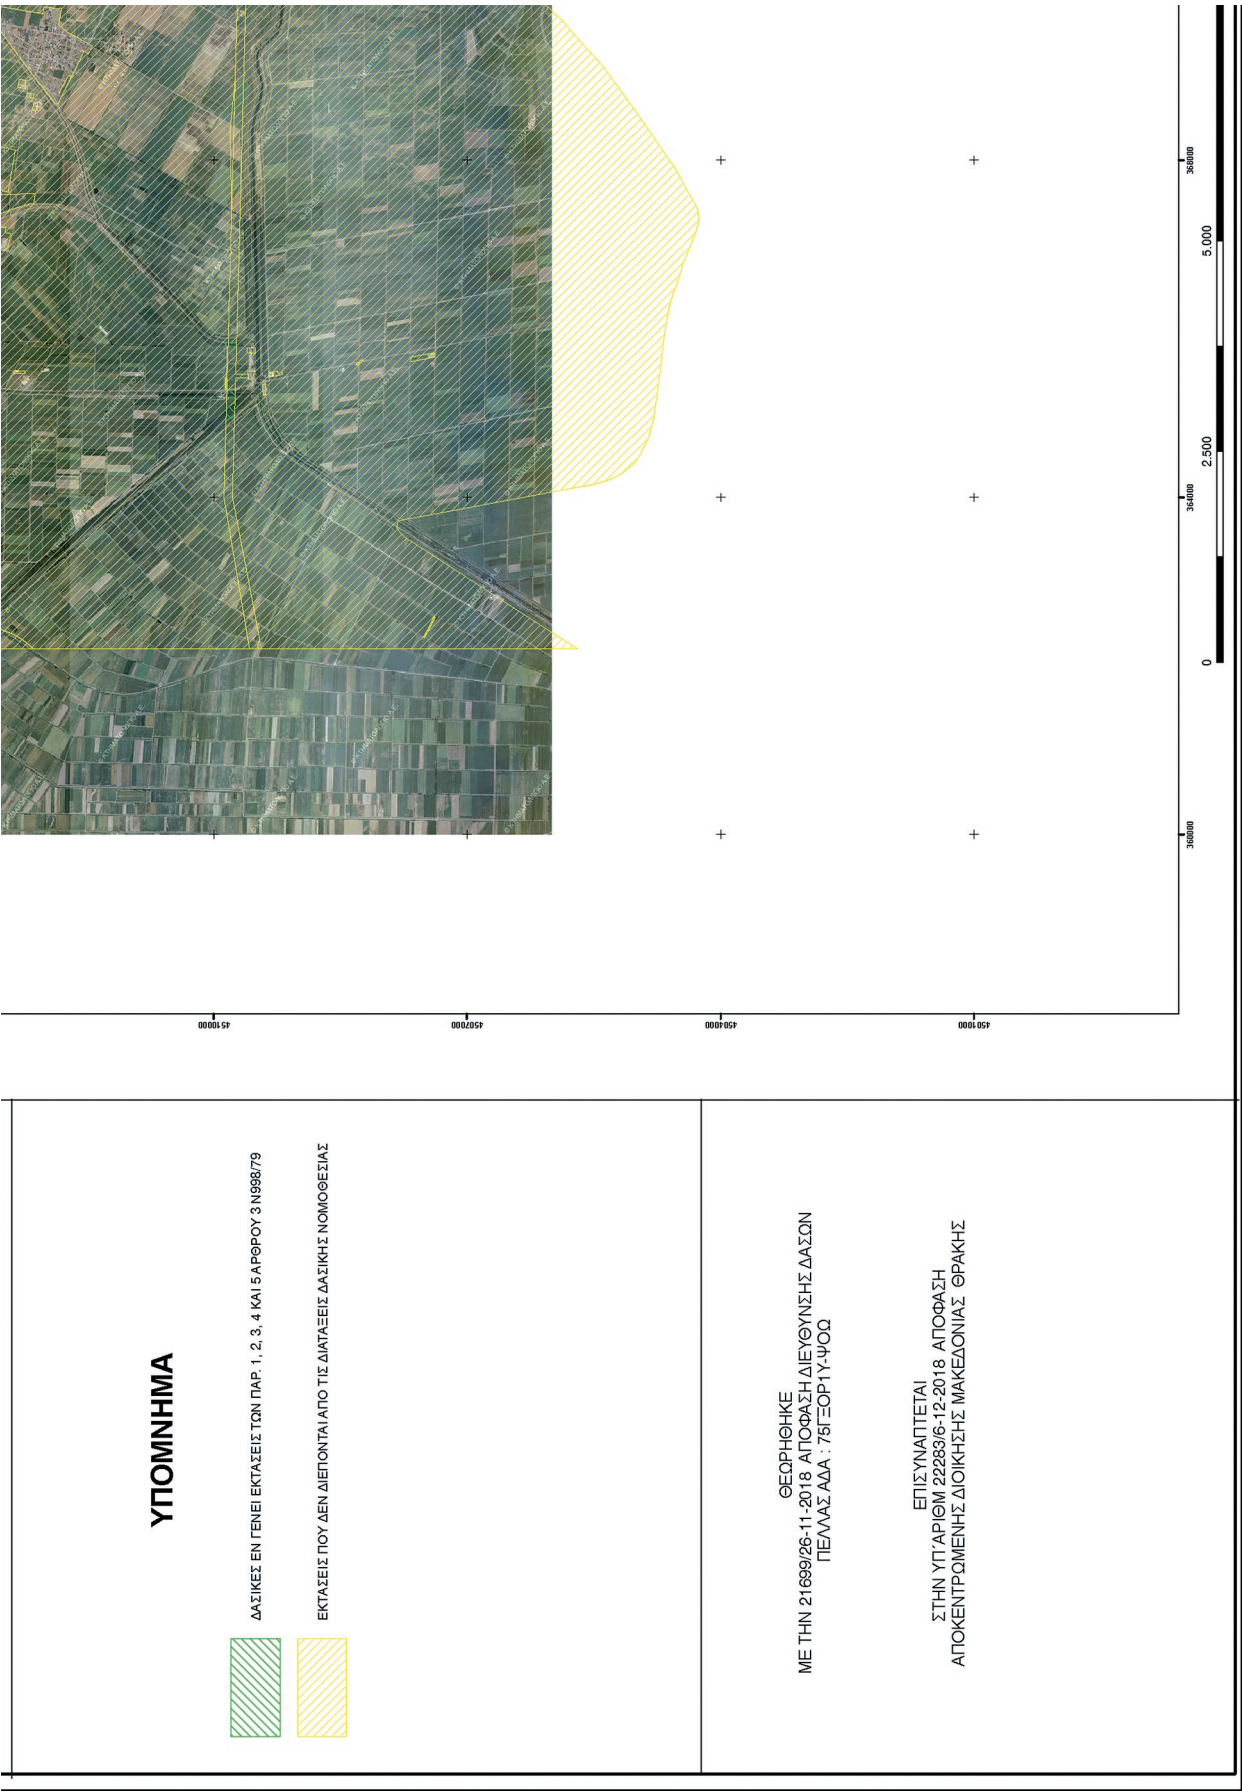 368000
364000
360000
5.000
2.500
0
4510000
4507000
4504000
4501000
ΥΠΟΜΝΗΜΑ
ΔΑΣΙΚΕΣ ΕΝ ΓΕΝΕΙ ΕΚΤΑΣΕΙΣ ΤΩΝ ΠΑΡ. 1, 2, 3, 4 ΚΑΙ 5 ΑΡΘΡΟΥ 3 Ν998/79
ΕΚΤΑΣΕΙΣ ΠΟΥ ΔΕΝ ΔΙΕΠΟΝΤΑΙ ΑΠΟ ΤΙΣ ΔΙΑΤΑΞΕΙΣ ΔΑΣΙΚΗΣ ΝΟΜΟΘΕΣΙΑΣ
ΘΕΩΡΗΘΗΚΕ
ΜΕ ΤΗΝ 21699/26-11-2018 ΑΠΟΦΑΣΗ ΔΙΕΥΘΥΝΣΗΣ ΔΑΣΩΝ
ΠΕΛΛΑΣ ΑΔΑ : 75ΓΞΟΡ1Υ-ΨΟΩ
ΕΠΙΣΥΝΑΠΤΕΤΑΙ
ΣΤΗΝ ΥΠ΄ΑΡΙΘΜ 22283/6-12-2018 ΑΠΟΦΑΣΗ
ΑΠΟΚΕΝΤΡΩΜΕΝΗΣ ΔΙΟΙΚΗΣΗΣ ΜΑΚΕΔΟΝΙΑΣ ΘΡΑΚΗΣ